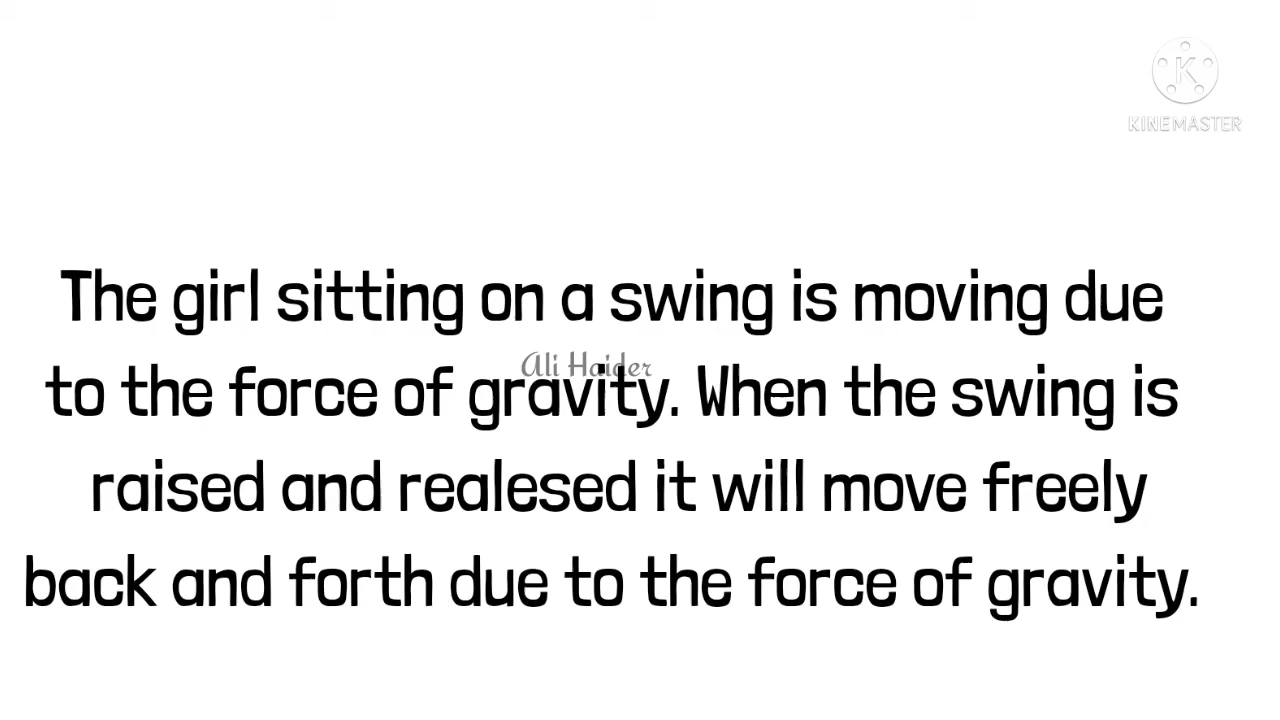 KINEMASTER
The girl sitting on a swing is moving due
Ali Haider
to the force of gravity. When the swing is
raised and realesed it will move freely
back and forth due to the force of gravity.